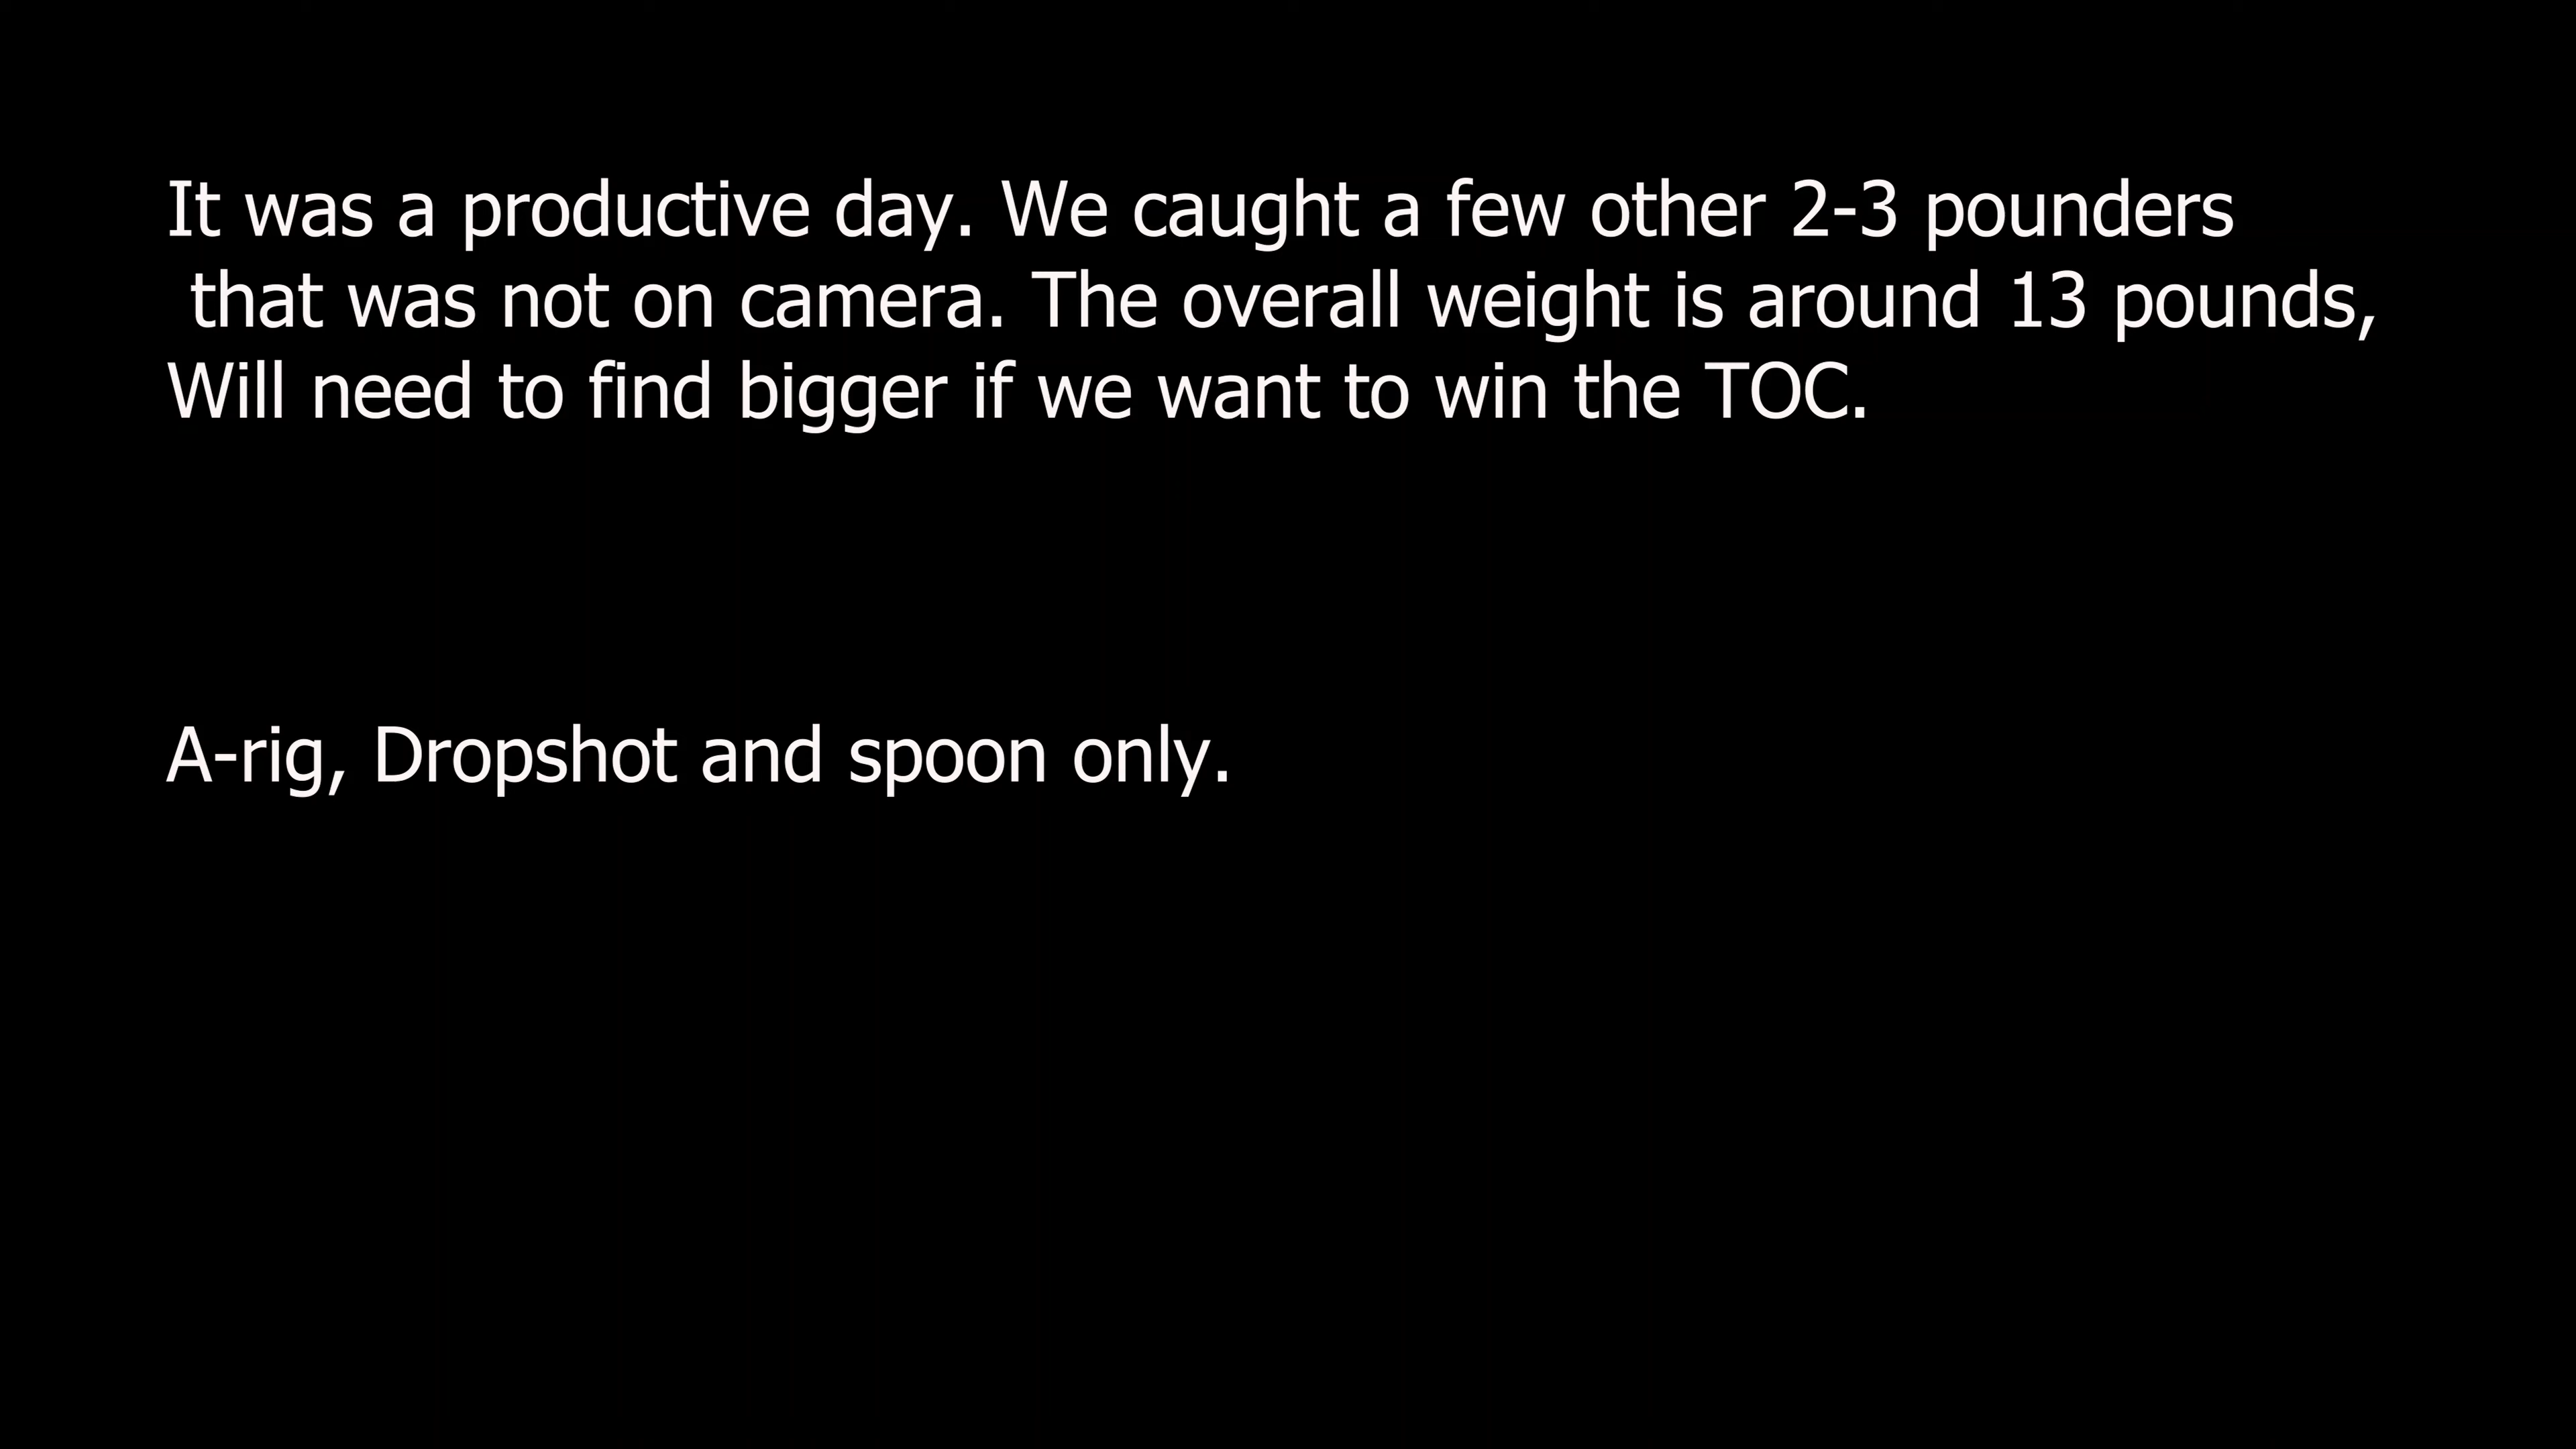 It was a productive day. We caught a few other 2-3 pounders
that was not on camera. The overall weight is around 13 pounds,
Will need to find bigger if we want to win the TOC.
A-rig, Dropshot and spoon only.